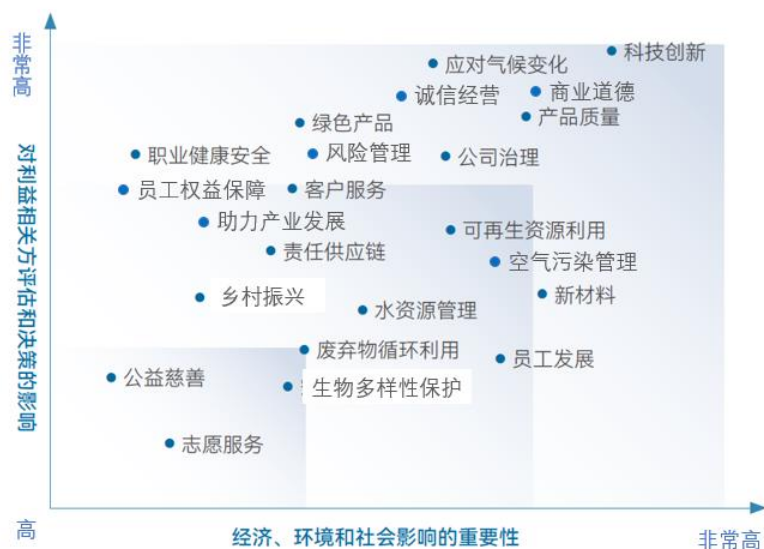 非常高
科技创新
应对气候变化
诚信经营
商业道德
产品质量
绿色产品
职业健康安全
风险管理
公司治理
员工权益保障
客户服务
助力产业发展
可再生资源利用
责任供应链
空气污染管理
乡村振兴
新材料
水资源管理
废弃物循环利用
员工发展
公益慈善
生物多样性保护
志愿服务
对利益相关方评估和决策的影响
高
经济、环境和社会影响的重要性
非常高